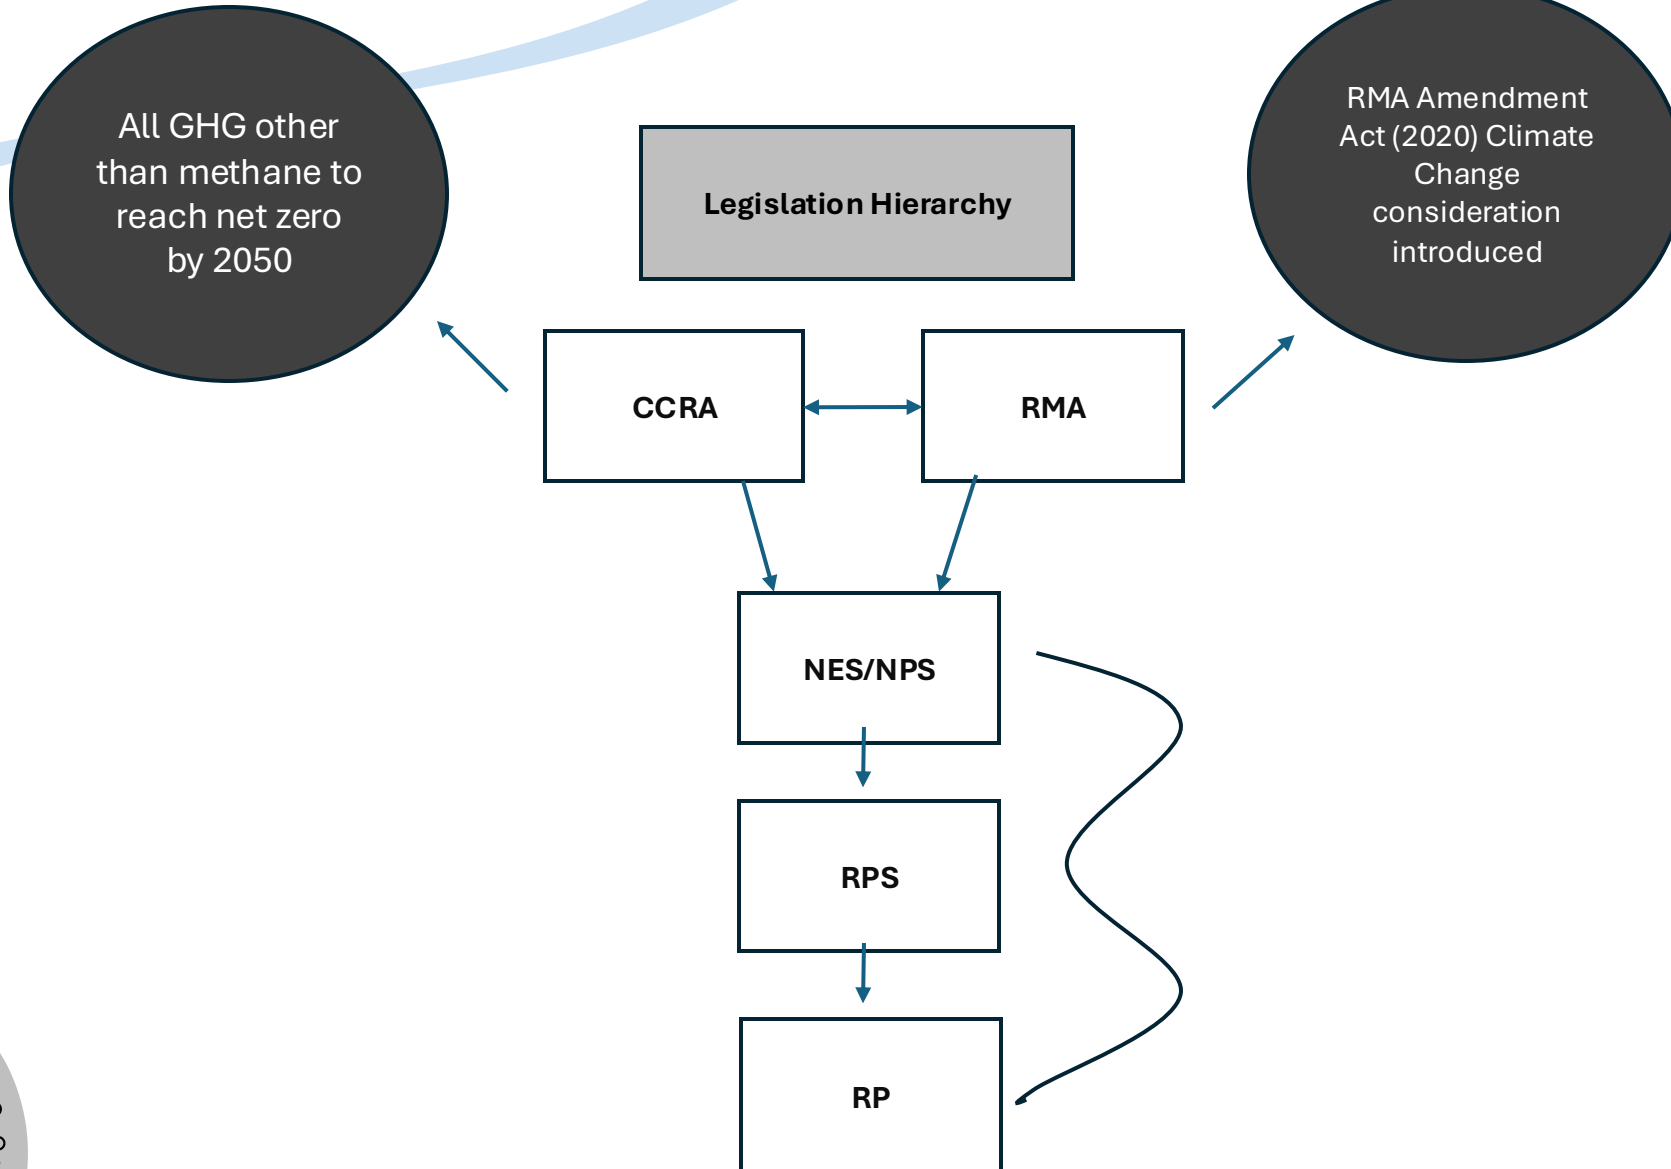 All GHG other
than methane to
reach net zero
by 2050
RMA Amendment
Act (2020) Climate
Change
consideration
introduced
Legislation Hierarchy
CCRA
RMA
NES/NPS
RPS
RP